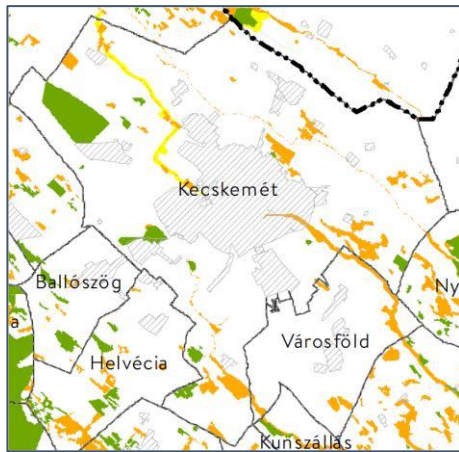 Kecskemét
Ballószög
Ny
a
Városföld
Helvécia
Kunszállás